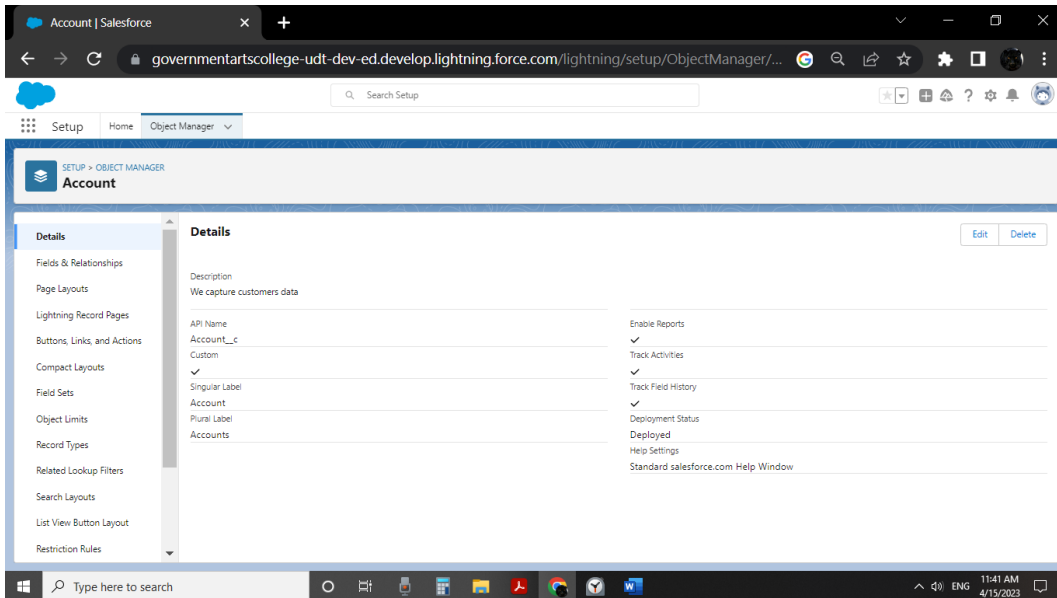 Account | Salesforce
governmentartscollege-udt-dev-ed.develop.lightning.force.com/lightning/setup/ObjectManager/...
Search Setup
Setup
Home
Object Manager
SETUP > OBJECT MANAGER
Account
Details
Fields & Relationships
Page Layouts
Lightning Record Pages
Buttons, Links, and Actions
Compact Layouts
Field Sets
Object Limits
Record Types
Related Lookup Filters
Search Layouts
List View Button Layout
Restriction Rules
Details
Edit
Delete
Description
We capture customers data
API Name
Account__c
Custom
Singular Label
Account
Plural Label
Accounts
Enable Reports
Track Activities
Track Field History
Deployment Status
Deployed
Help Settings
Standard salesforce.com Help Window
Type here to search
ENG
11:41 AM
4/15/2023